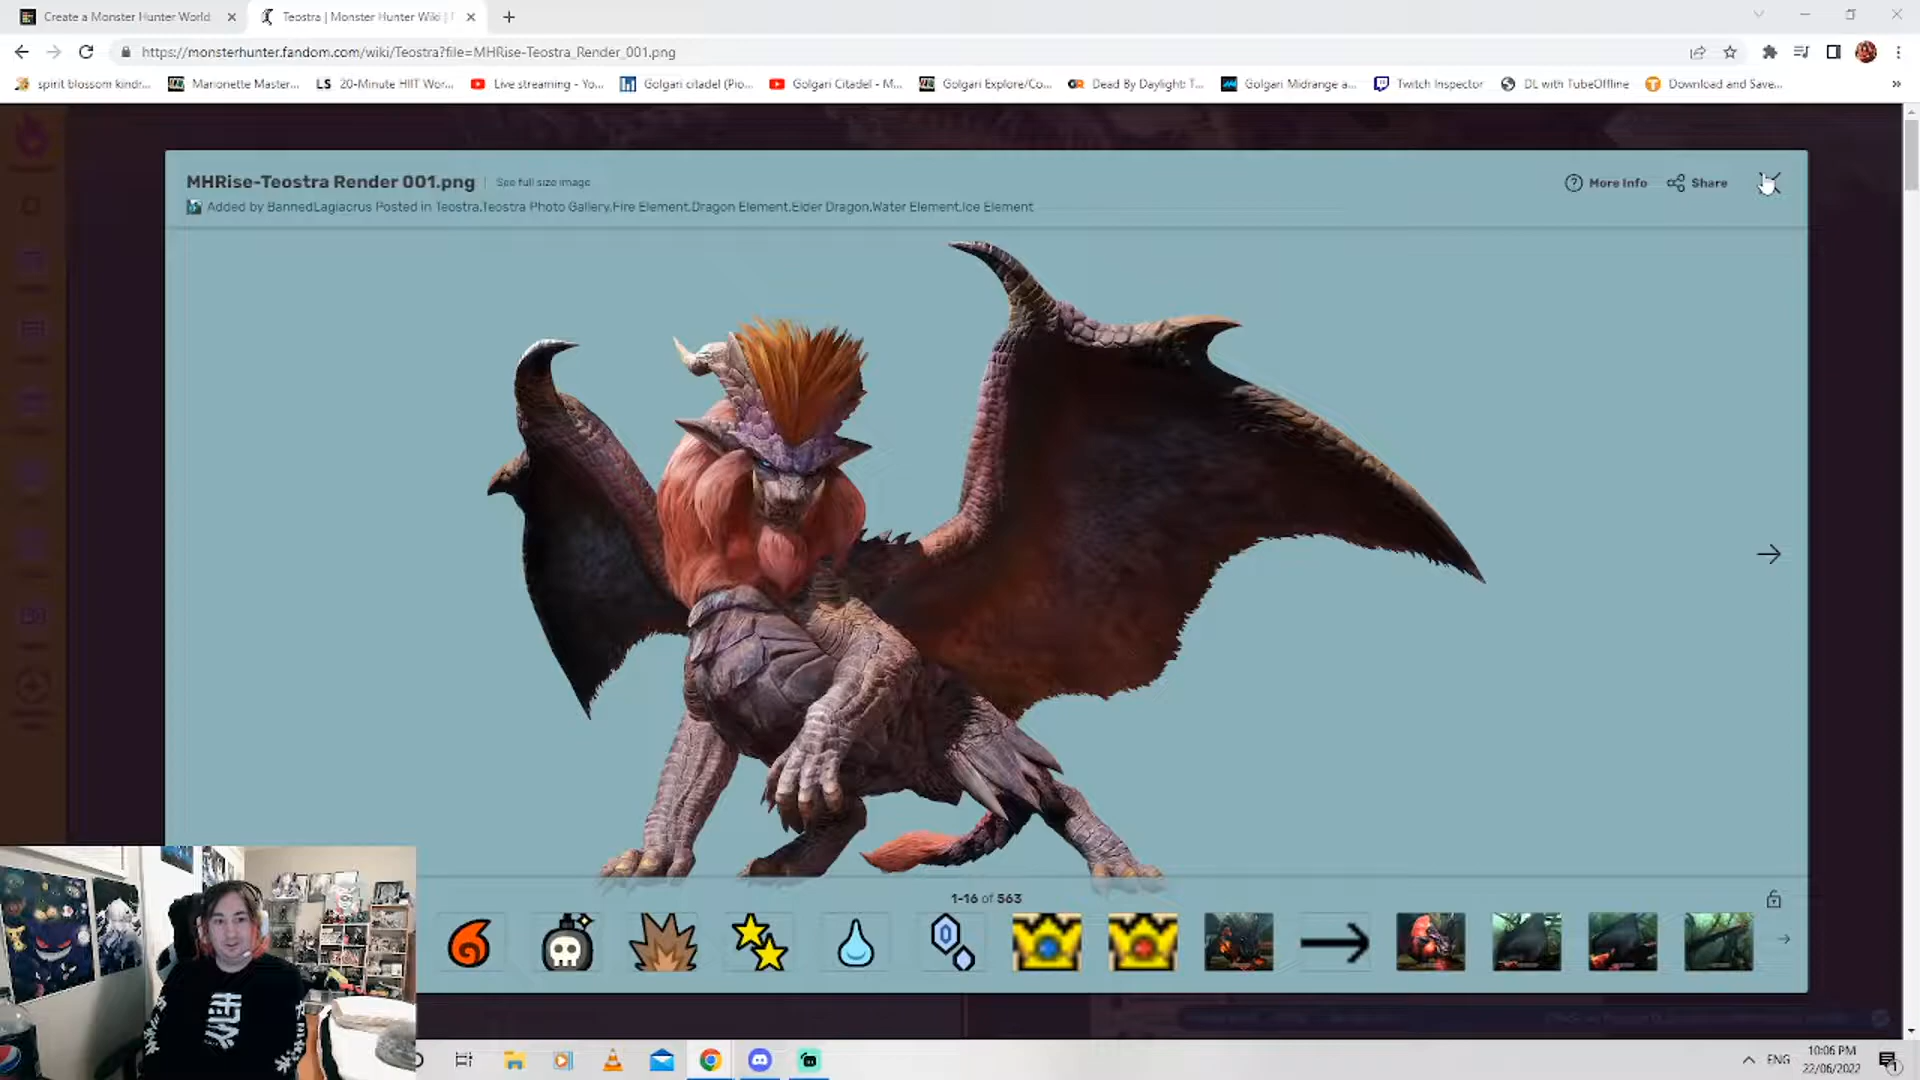 Create a Monster Hunter World
Teostra | Monster Hunter Wiki |
https://monsterhunter.fandom.com/wiki/Teostra?file=MHRise-Teostra_Render_001.png
spirit blossom kindr...
Marionette Master...
LS 20-Minute HIIT Wor...
Live streaming - Yo...
Golgari citadel (Pio...
Golgari Citadel - M...
Golgari Explore/Co...
Dead By Daylight: T...
Golgari Midrange a...
Twitch Inspector
DL with TubeOffline
Download and Save...
MHRise-Teostra Render 001.png
See full size image
More Info
Share
Added by BannedLagiacrus Posted in Teostra,Teostra Photo Gallery,Fire Element,Dragon Element,Elder Dragon,Water Element,Ice Element
1-16 of 563
ENG
10:06 PM
22/06/2022